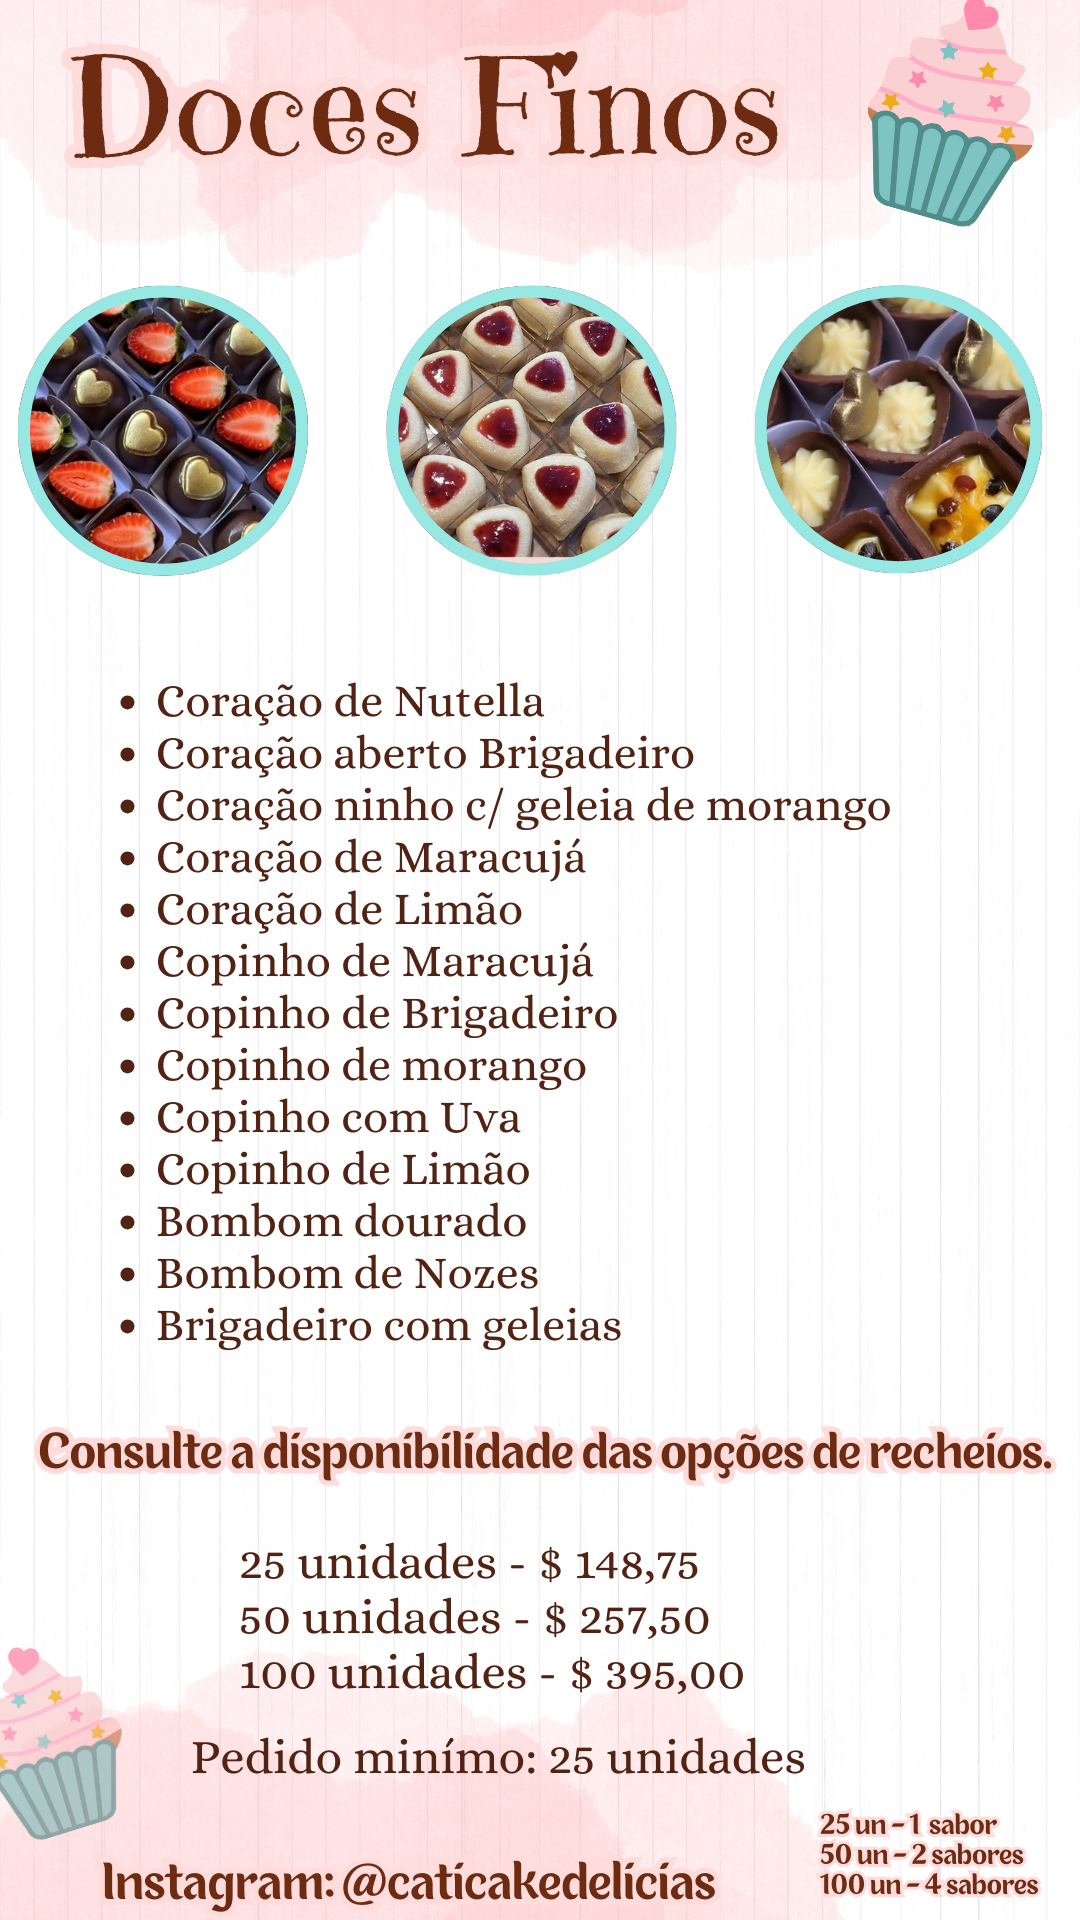 Doces Finos
• Coração de Nutella
• Coração aberto Brigadeiro
• Coração ninho c/ geleia de morango
• Coração de Maracujá
• Coração de Limão
• Copinho de Maracujá
• Copinho de Brigadeiro
• Copinho de morango
• Copinho com Uva
• Copinho de Limão
• Bombom dourado
• Bombom de Nozes
• Brigadeiro com geleias
Consulte a disponibilidade das opções de recheios.
25 unidades - $ 148,75
50 unidades - $ 257,50
100 unidades - $ 395,00
Pedido minímo: 25 unidades
25 un - 1 sabor
50 un - 2 sabores
100 un - 4 sabores
Instagram: @caticakedelicias